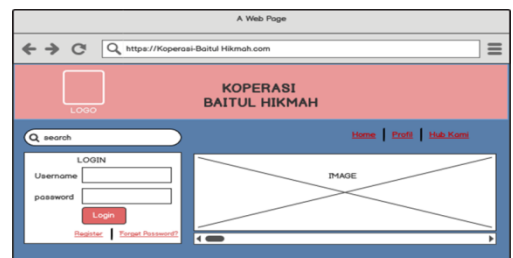 A Web Page
https://Koperasi-Baitul Hikmah.com
LOGO
KOPERASI
BAITUL HIKMAH
search
Home Profil Hub Kami
LOGIN
Username
password
Login
Register Forget Password?
IMAGE